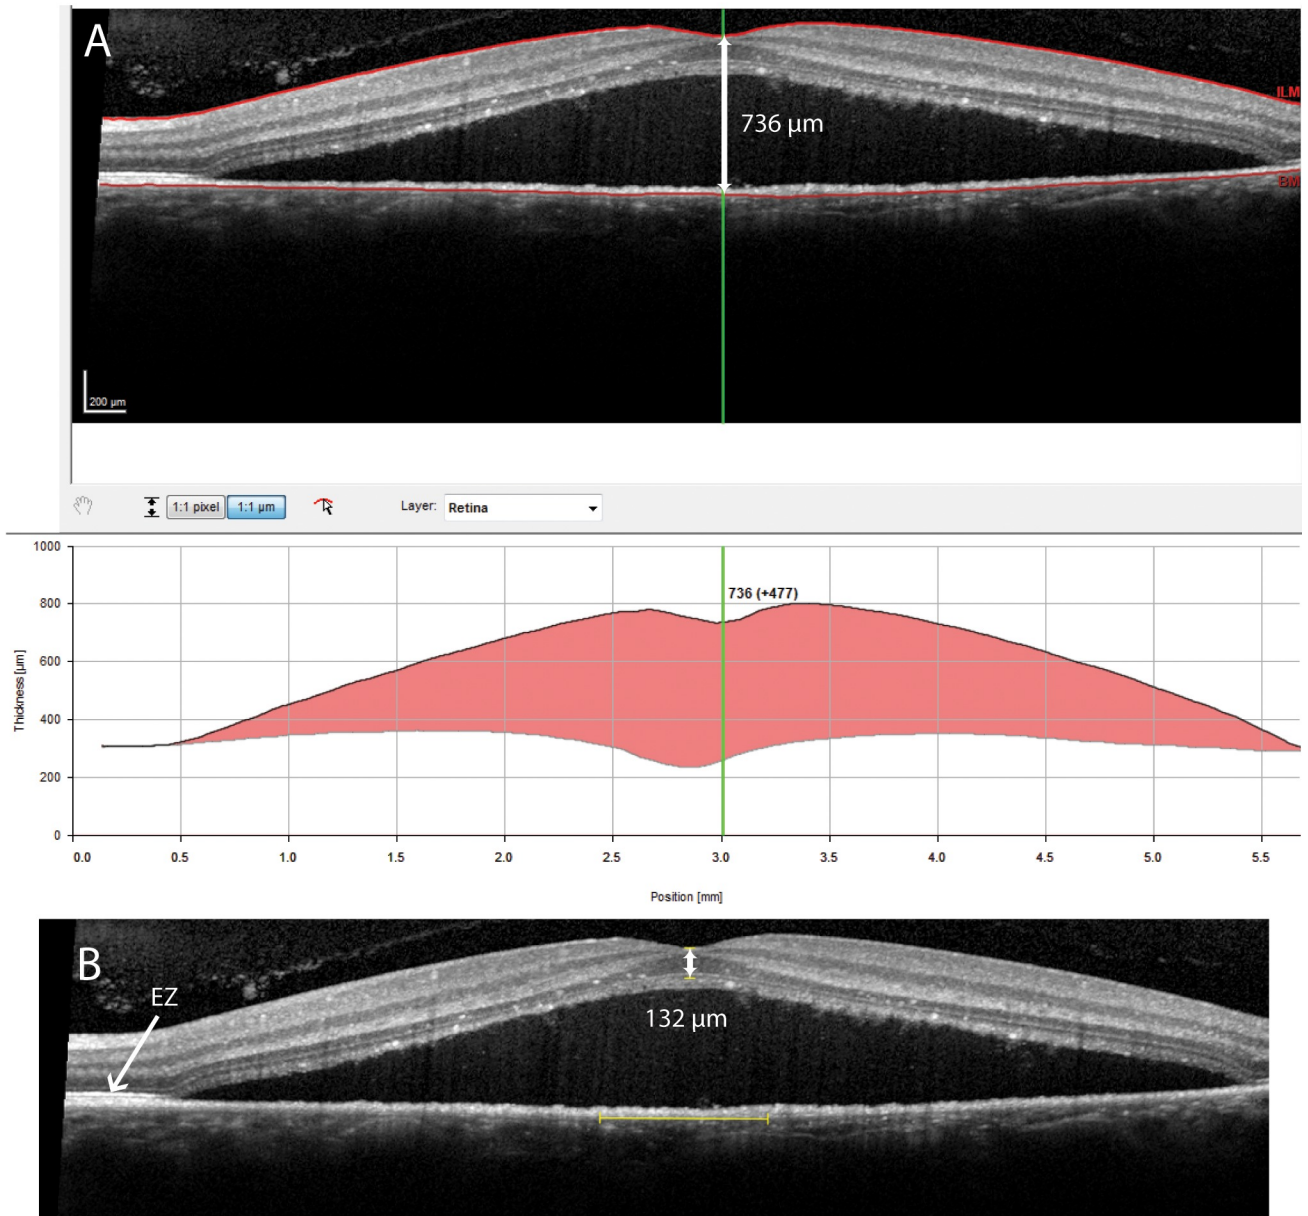 A
ILM
736 µm
BM
200 µm
1:1 pixel 1:1 µm Layer: Retina
1000
800
600
400
200
0
Thickness [µm]
736 (+477)
0.0 0.5 1.0 1.5 2.0 2.5 3.0 3.5 4.0 4.5 5.0 5.5
Position [mm]
B
EZ
132 µm